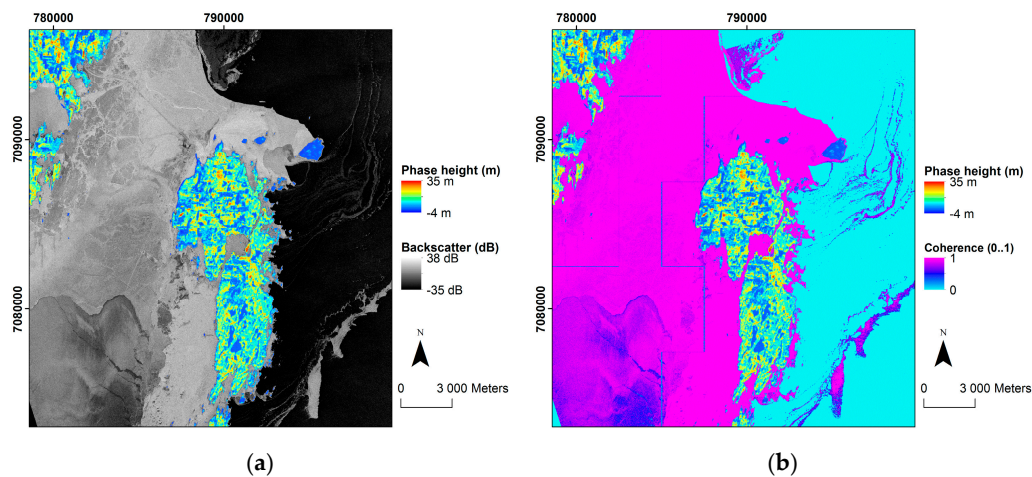 780000
790000
7090000
7080000
Phase height (m)
35 m
-4 m
Backscatter (dB)
38 dB
-35 dB
N
0
3 000 Meters
(a)
780000
790000
7090000
7080000
Phase height (m)
35 m
-4 m
Coherence (0..1)
1
0
N
0
3 000 Meters
(b)